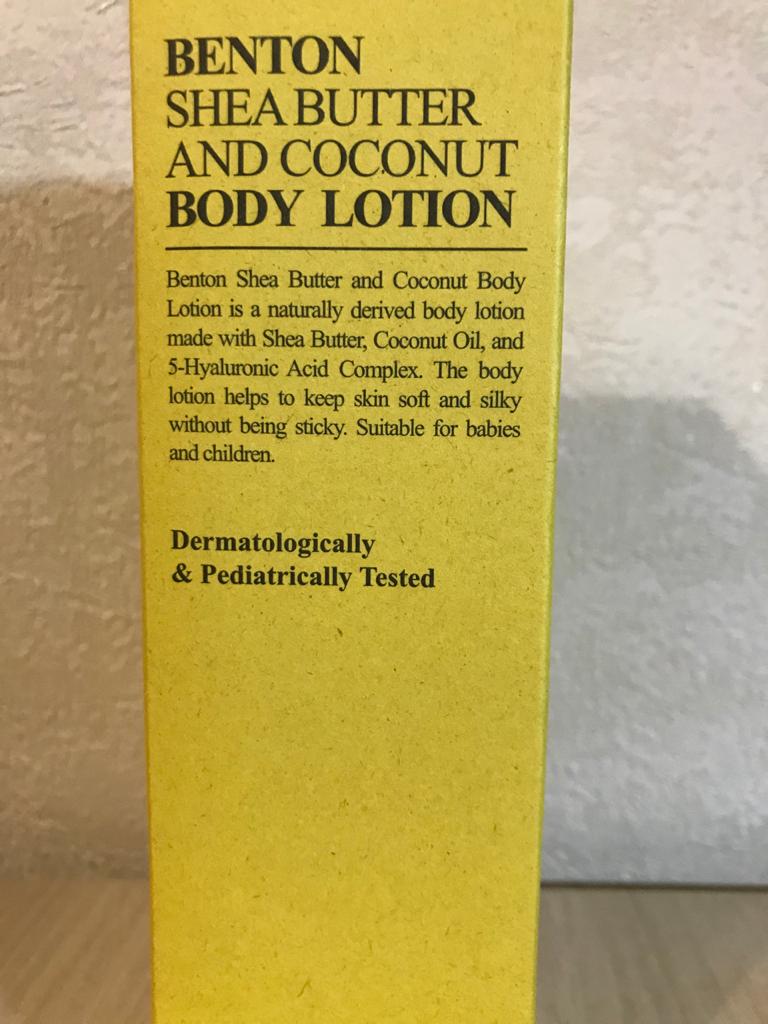 BENTON
SHEA BUTTER
AND COCONUT
BODY LOTION
Benton Shea Butter and Coconut Body
Lotion is a naturally derived body lotion
made with Shea Butter, Coconut Oil, and
5-Hyaluronic Acid Complex. The body
lotion helps to keep skin soft and silky
without being sticky. Suitable for babies
and children.
Dermatologically
& Pediatrically Tested